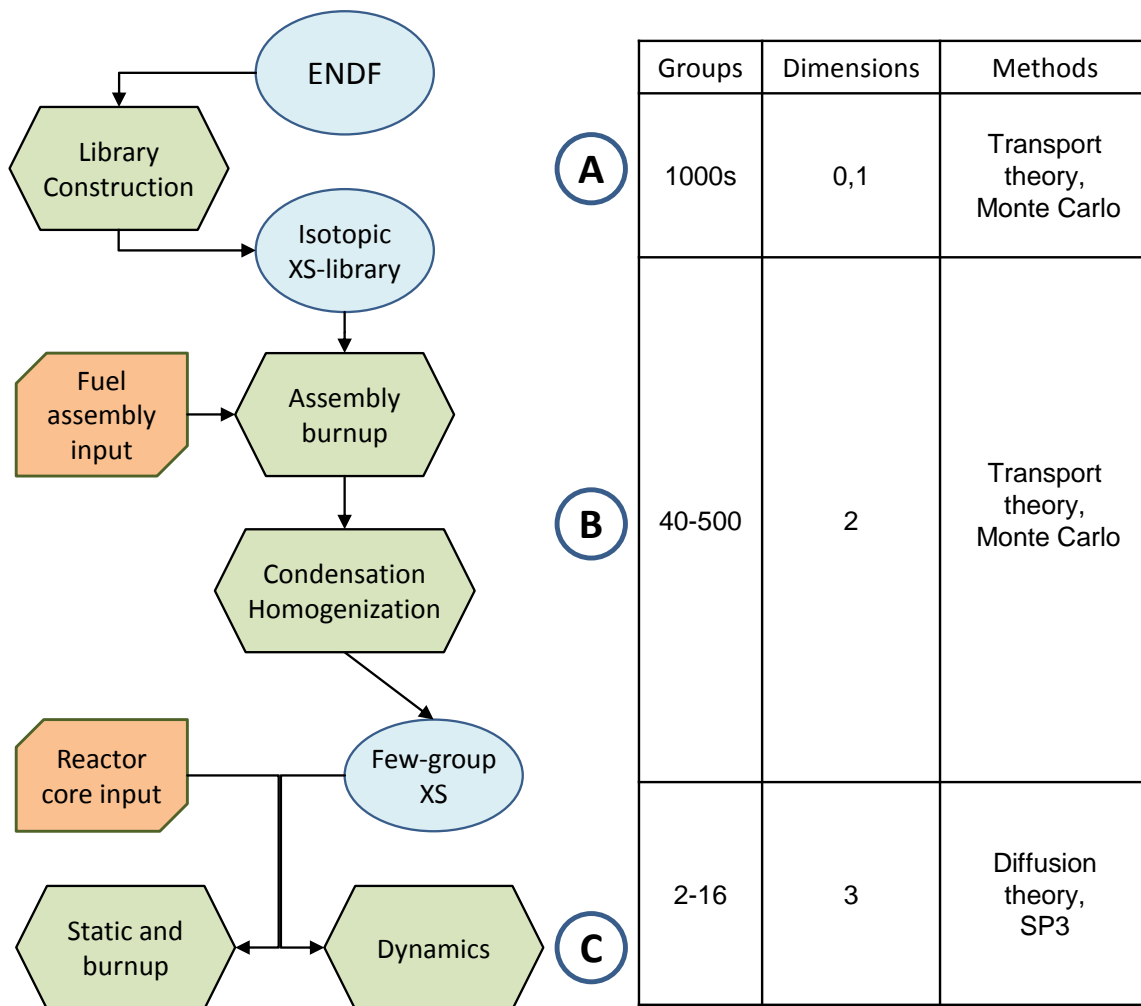 ENDF
Library
Construction
Isotopic
XS-library
Fuel
assembly
input
Assembly
burnup
Condensation
Homogenization
Reactor
core input
Few-group
XS
Static and
burnup
Dynamics
Groups Dimensions Methods
A
1000s 0,1
Transport
theory,
Monte Carlo
B
40-500 2
Transport
theory,
Monte Carlo
C
2-16 3
Diffusion
theory,
SP3